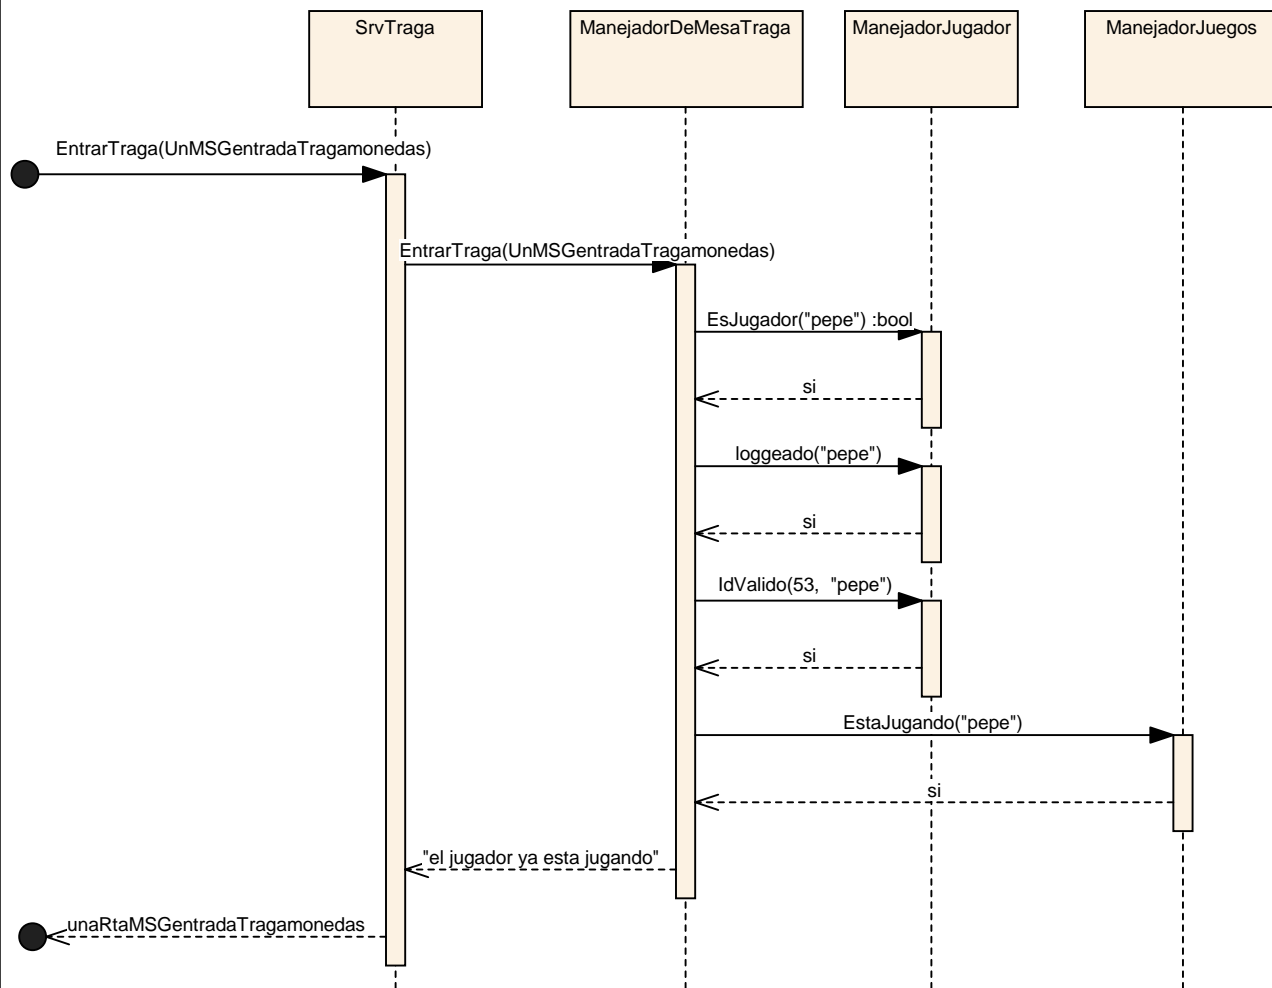 SrvTraga
ManejadorDeMesaTraga
ManejadorJugador
ManejadorJuegos
EntrarTraga(UnMSGentradaTragamonedas)
EntrarTraga(UnMSGentradaTragamonedas)
EsJugador("pepe") :bool
si
loggeado("pepe")
si
IdValido(53, "pepe")
si
EstaJugando("pepe")
si
"el jugador ya esta jugando"
unaRtaMSGentradaTragamonedas